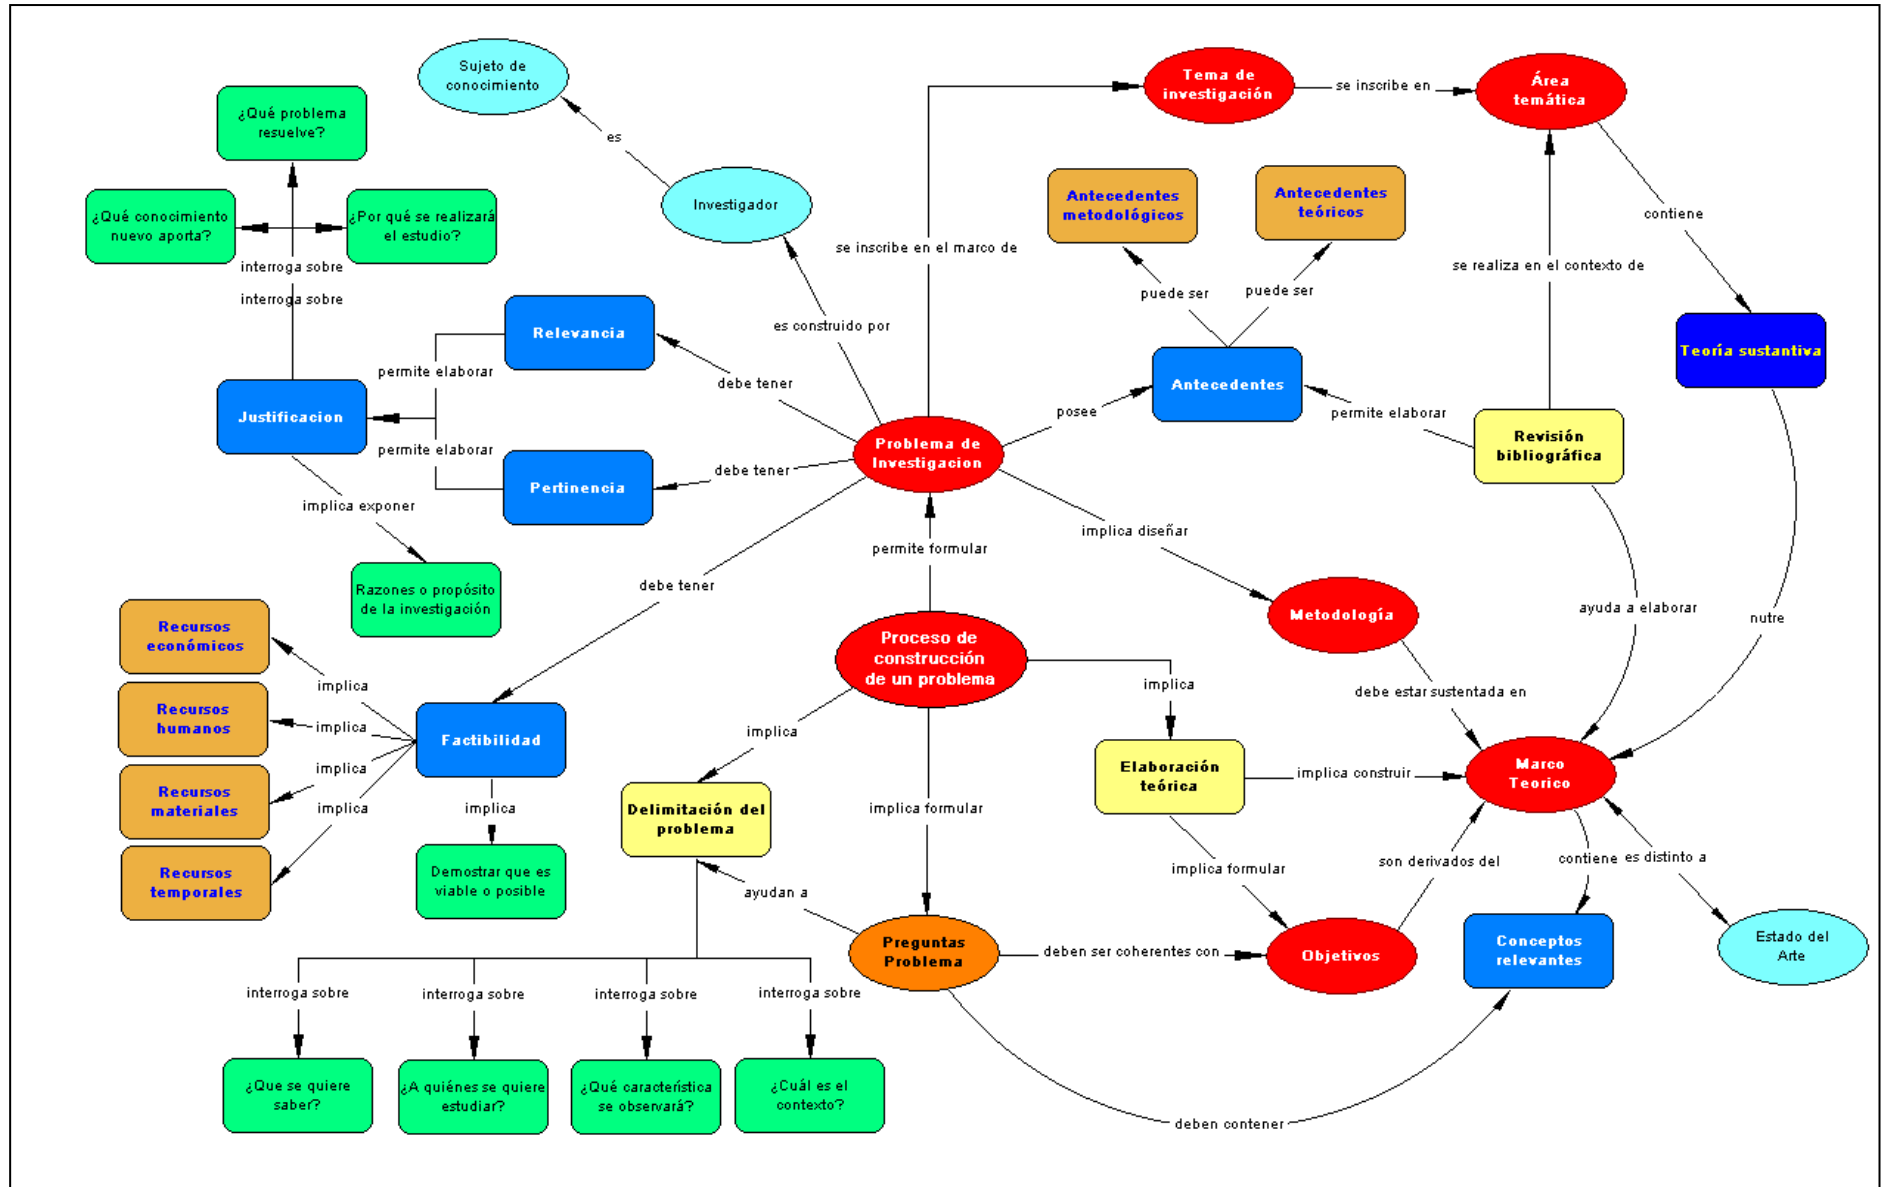 Sujeto de
conocimiento
Tema de
investigación
se inscribe en
Área
temática
¿Qué problema
resuelve?
es
Investigador
Antecedentes
metodológicos
Antecedentes
teóricos
contiene
¿Qué conocimiento
nuevo aporta?
¿Por qué se realizará
el estudio?
interroga sobre
interroga sobre
se inscribe en el marco de
se realiza en el contexto de
puede ser
puede ser
Relevancia
es construido por
Teoría sustantiva
permite elaborar
debe tener
Antecedentes
Justificacion
posee
permite elaborar
permite elaborar
Problema de
Investigacion
Revisión
bibliográfica
debe tener
Pertinencia
implica exponer
implica diseñar
permite formular
Razones o propósito
de la investigación
debe tener
Metodología
ayuda a elaborar
nutre
Recursos
económicos
Proceso de
construcción
de un problema
implica
implica
debe estar sustentada en
Recursos
humanos
implica
Factibilidad
implica
implica
Elaboración
teórica
implica construir
Marco
Teorico
Recursos
materiales
implica
implica
Delimitación del
problema
implica formular
Recursos
temporales
Demostrar que es
viable o posible
ayudan a
implica formular
son derivados del
contiene
es distinto a
Preguntas
Problema
deben ser coherentes con
Objetivos
Conceptos
relevantes
Estado del
Arte
interroga sobre
interroga sobre
interroga sobre
interroga sobre
¿Que se quiere
saber?
¿A quiénes se quiere
estudiar?
¿Qué característica
se observará?
¿Cuál es el
contexto?
deben contener